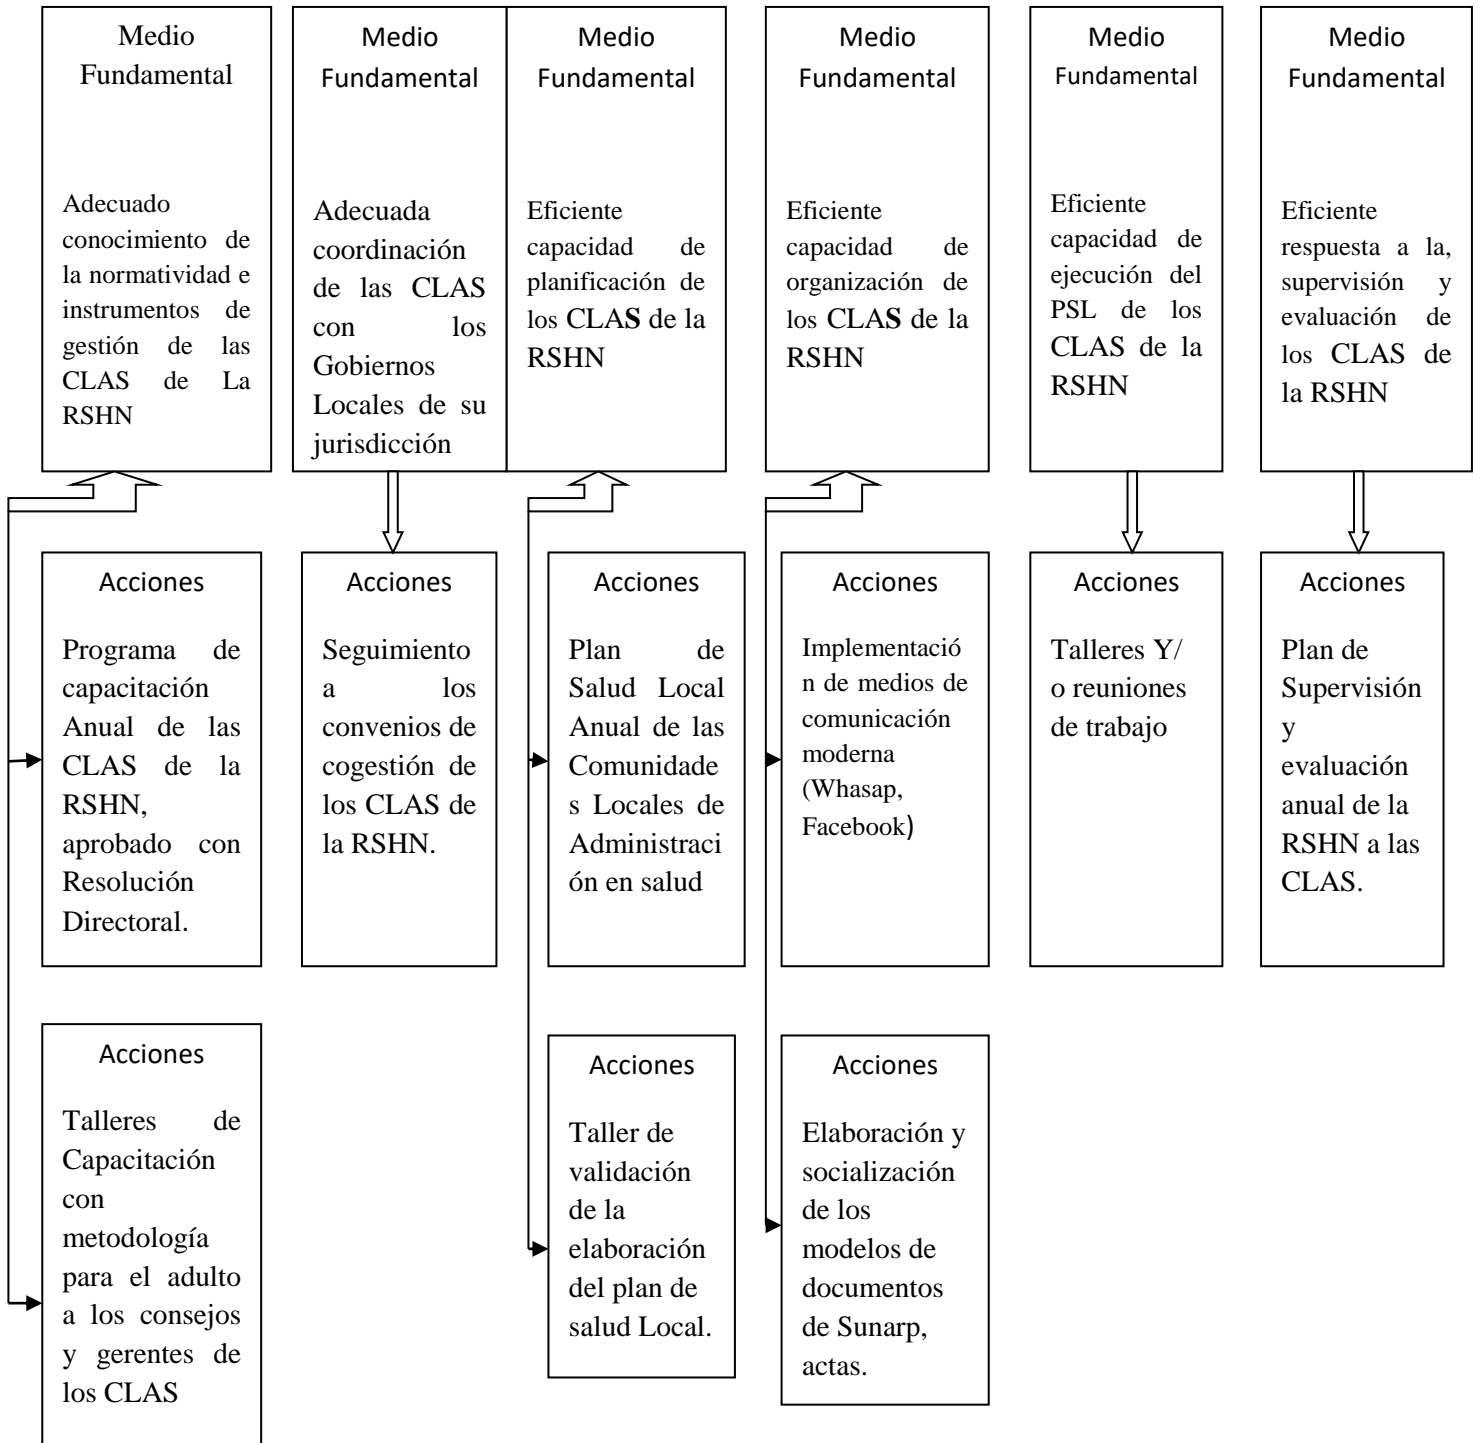 Medio
Fundamental
Adecuado
conocimiento de
la normatividad e
instrumentos de
gestión de las
CLAS de La
RSHN
Medio
Fundamental
Adecuada
coordinación
de las CLAS
con los
Gobiernos
Locales de su
jurisdicción
Medio
Fundamental
Eficiente
capacidad de
planificación de
los CLAS de la
RSHN
Medio
Fundamental
Eficiente
capacidad de
organización de
los CLAS de la
RSHN
Medio
Fundamental
Eficiente
capacidad de
ejecución del
PSL de los
CLAS de la
RSHN
Medio
Fundamental
Eficiente
respuesta a la,
supervisión y
evaluación de
los CLAS de
la RSHN
Acciones
Programa de
capacitación
Anual de las
CLAS de la
RSHN,
aprobado con
Resolución
Directoral.
Acciones
Seguimiento
a los
convenios de
cogestión de
los CLAS de
la RSHN.
Acciones
Plan de
Salud Local
Anual de las
Comunidade
s Locales de
Administraci
ón en salud
Acciones
Implementació
n de medios de
comunicación
moderna
(Whasap,
Facebook)
Acciones
Talleres Y/
o reuniones
de trabajo
Acciones
Plan de
Supervisión
y
evaluación
anual de la
RSHN a las
CLAS.
Acciones
Talleres de
Capacitación
con
metodología
para el adulto
a los consejos
y gerentes de
los CLAS
Acciones
Taller de
validación
de la
elaboración
del plan de
salud Local.
Acciones
Elaboración y
socialización
de los
modelos de
documentos
de Sunarp,
actas.